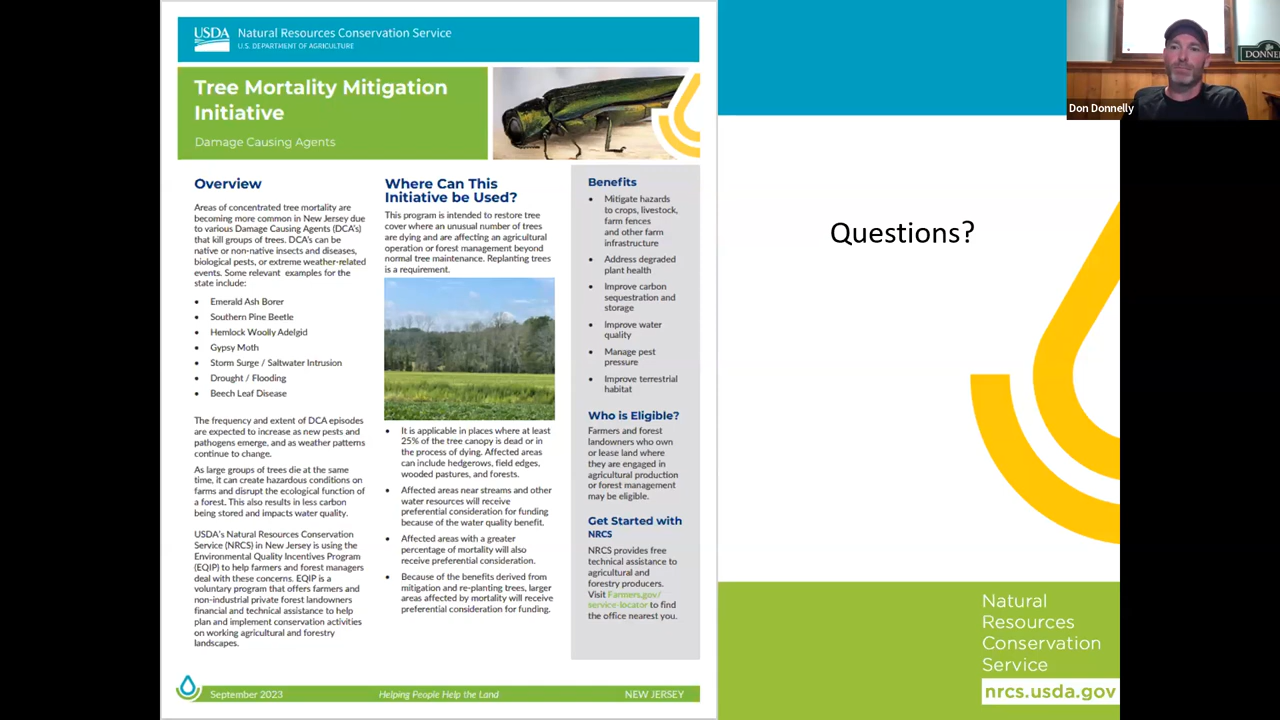 USDA
Natural Resources Conservation Service
U.S. DEPARTMENT OF AGRICULTURE
Tree Mortality Mitigation
Initiative
Damage Causing Agents
Overview
Areas of concentrated tree mortality are
becoming more common in New Jersey due
to various Damage Causing Agents (DCA's)
that kill groups of trees. DCA's can be
native or non-native insects and diseases,
biological pests, or extreme weather-related
events. Some relevant examples for the
state include:
• Emerald Ash Borer
• Southern Pine Beetle
• Hemlock Woolly Adelgid
• Gypsy Moth
• Storm Surge / Saltwater Intrusion
• Drought / Flooding
• Beech Leaf Disease
The frequency and extent of DCA episodes
are expected to increase as new pests and
pathogens emerge, and as weather patterns
continue to change.
As large groups of trees die at the same
time, it can create hazardous conditions on
farms and disrupt the ecological function of
a forest. This also results in less carbon
being stored and impacts water quality.
USDA's Natural Resources Conservation
Service (NRCS) in New Jersey is using the
Environmental Quality Incentives Program
(EQIP) to help farmers and forest managers
deal with these concerns. EQIP is a
voluntary program that offers farmers and
non-industrial private forest landowners
financial and technical assistance to help
plan and implement conservation activities
on working agricultural and forestry
landscapes.
Where Can This
Initiative be Used?
This program is intended to restore tree
cover where an unusual number of trees
are dying and are affecting an agricultural
operation or forest management beyond
normal tree maintenance. Replanting trees
is a requirement.
• It is applicable in places where at least
25% of the tree canopy is dead or in
the process of dying. Affected areas
can include hedgerows, field edges,
wooded pastures, and forests.
• Affected areas near streams and other
water resources will receive
preferential consideration for funding
because of the water quality benefit.
• Affected areas with a greater
percentage of mortality will also
receive preferential consideration.
• Because of the benefits derived from
mitigation and re-planting trees, larger
areas affected by mortality will receive
preferential consideration for funding.
Benefits
• Mitigate hazards
to crops, livestock,
farm fences
and other farm
infrastructure
• Address degraded
plant health
• Improve carbon
sequestration and
storage
• Improve water
quality
• Manage pest
pressure
• Improve terrestrial
habitat
Who is Eligible?
Farmers and forest
landowners who own
or lease land where
they are engaged in
agricultural production
or forest management
may be eligible.
Get Started with
NRCS
NRCS provides free
technical assistance to
agricultural and
forestry producers.
Visit Farmers.gov/
service-locator to find
the office nearest you.
September 2023
Helping People Help the Land
NEW JERSEY
Questions?
Natural
Resources
Conservation
Service
nrcs.usda.gov
Don Donnelly